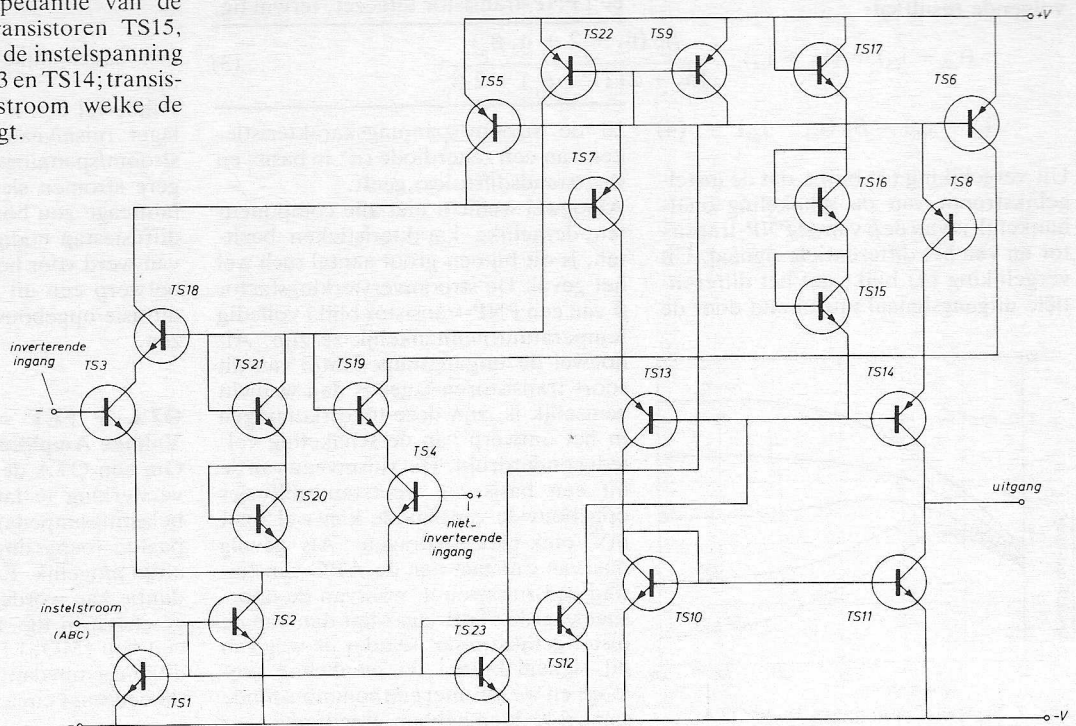 pedantie van de
ransistoren TS15,
de instelspanning
3 en TS14; transis-
stroom welke de
gt.
+V
TS22
TS9
TS17
TS5
TS6
TS7
TS16
TS8
TS18
TS15
inverterende
ingang
TS3
TS21
TS19
TS13
TS14
TS4
TS20
+
niet-
inverterende
ingang
uitgang
instelstroom
(ABC)
TS2
TS23
TS12
TS10
TS11
TS1
-V